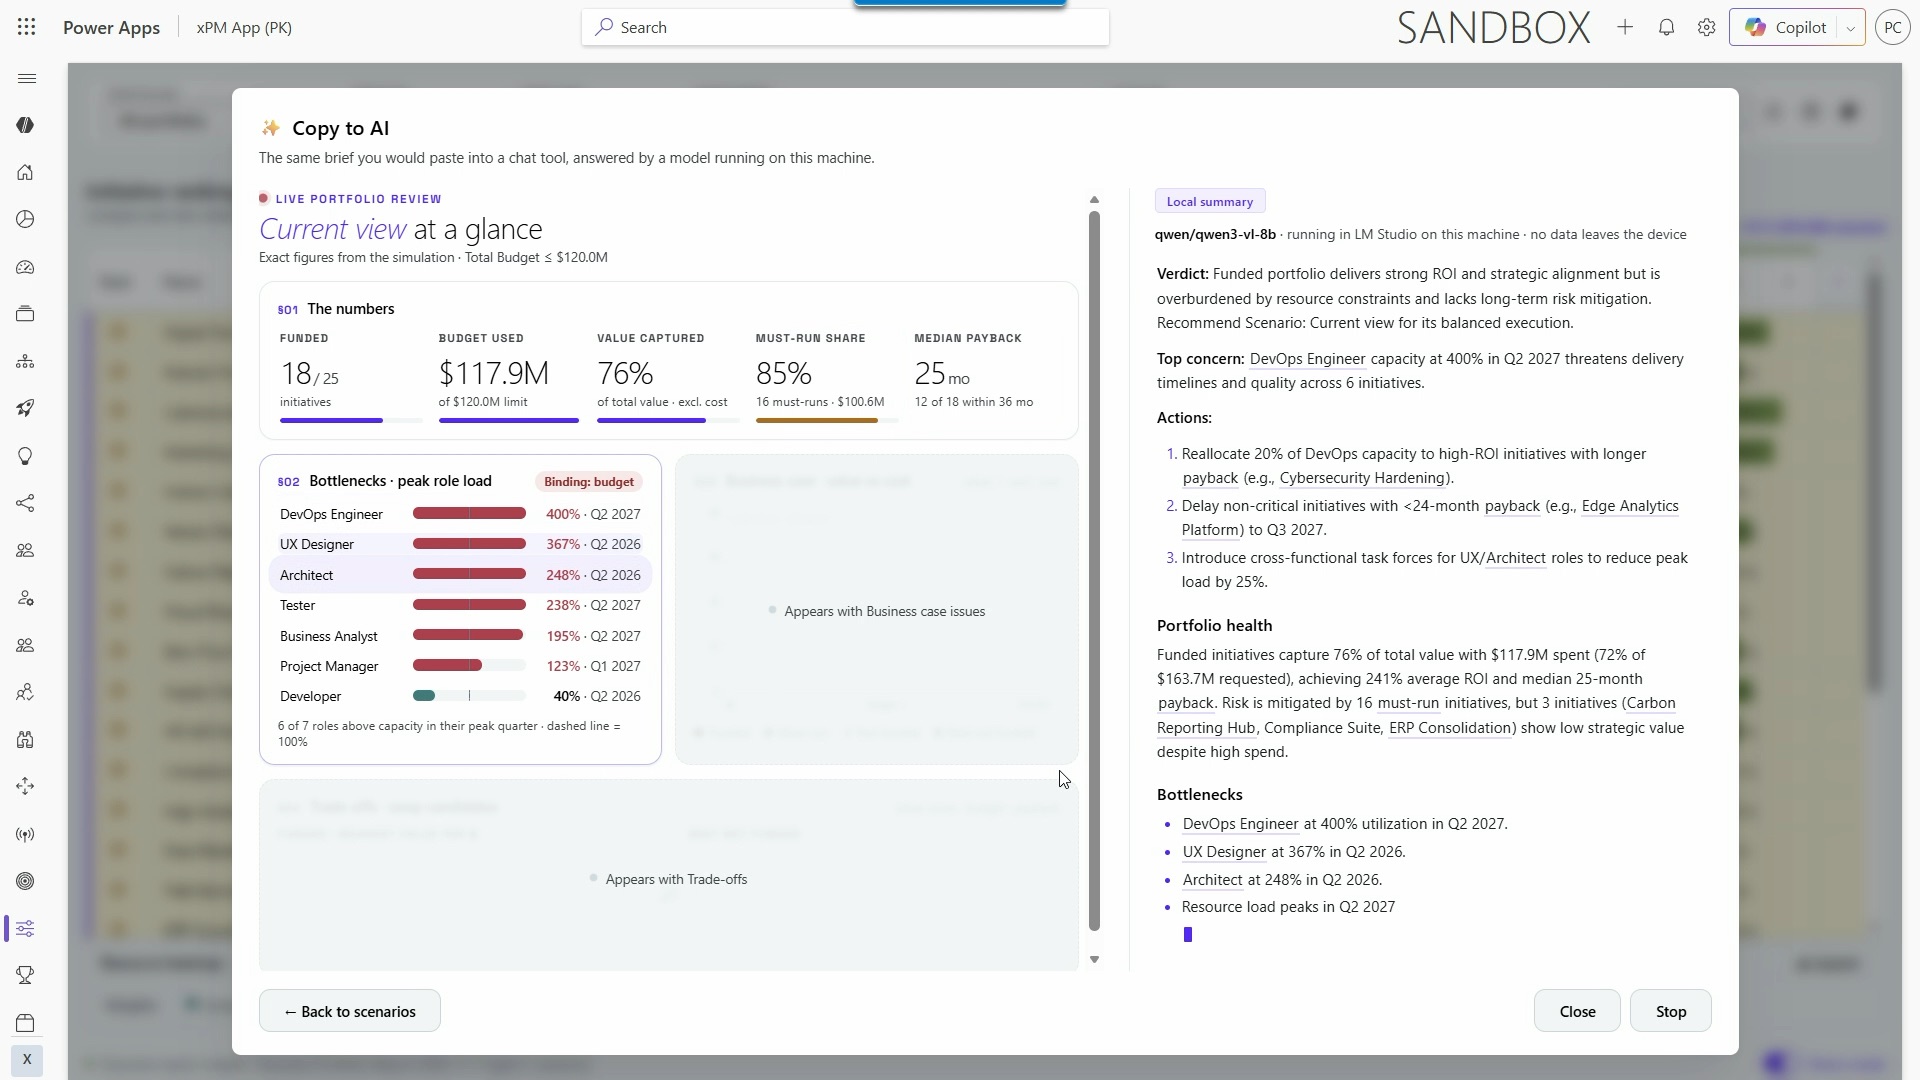 Power Apps
xPM App (PK)
Search
SANDBOX
Copilot
PC
Copy to AI
The same brief you would paste into a chat tool, answered by a model running on this machine.
LIVE PORTFOLIO REVIEW
Current view at a glance
Exact figures from the simulation · Total Budget ≤ $120.0M
§01 The numbers
FUNDED
18 / 25
initiatives
BUDGET USED
$117.9M
of $120.0M limit
VALUE CAPTURED
76%
of total value · excl. cost
MUST-RUN SHARE
85%
16 must-runs · $100.6M
MEDIAN PAYBACK
25 mo
12 of 18 within 36 mo
§02 Bottlenecks · peak role load
Binding: budget
DevOps Engineer 400% · Q2 2027
UX Designer 367% · Q2 2026
Architect 248% · Q2 2026
Tester 238% · Q2 2027
Business Analyst 195% · Q2 2027
Project Manager 123% · Q1 2027
Developer 40% · Q2 2026
6 of 7 roles above capacity in their peak quarter · dashed line =
100%
Appears with Business case issues
Appears with Trade-offs
Local summary
qwen/qwen3-vl-8b · running in LM Studio on this machine · no data leaves the device
Verdict: Funded portfolio delivers strong ROI and strategic alignment but is
overburdened by resource constraints and lacks long-term risk mitigation.
Recommend Scenario: Current view for its balanced execution.
Top concern: DevOps Engineer capacity at 400% in Q2 2027 threatens delivery
timelines and quality across 6 initiatives.
Actions:
1. Reallocate 20% of DevOps capacity to high-ROI initiatives with longer
payback (e.g., Cybersecurity Hardening).
2. Delay non-critical initiatives with <24-month payback (e.g., Edge Analytics
Platform) to Q3 2027.
3. Introduce cross-functional task forces for UX/Architect roles to reduce peak
load by 25%.
Portfolio health
Funded initiatives capture 76% of total value with $117.9M spent (72% of
$163.7M requested), achieving 241% average ROI and median 25-month
payback. Risk is mitigated by 16 must-run initiatives, but 3 initiatives (Carbon
Reporting Hub, Compliance Suite, ERP Consolidation) show low strategic value
despite high spend.
Bottlenecks
• DevOps Engineer at 400% utilization in Q2 2027.
• UX Designer at 367% in Q2 2026.
• Architect at 248% in Q2 2026.
• Resource load peaks in Q2 2027
← Back to scenarios
Close
Stop
X